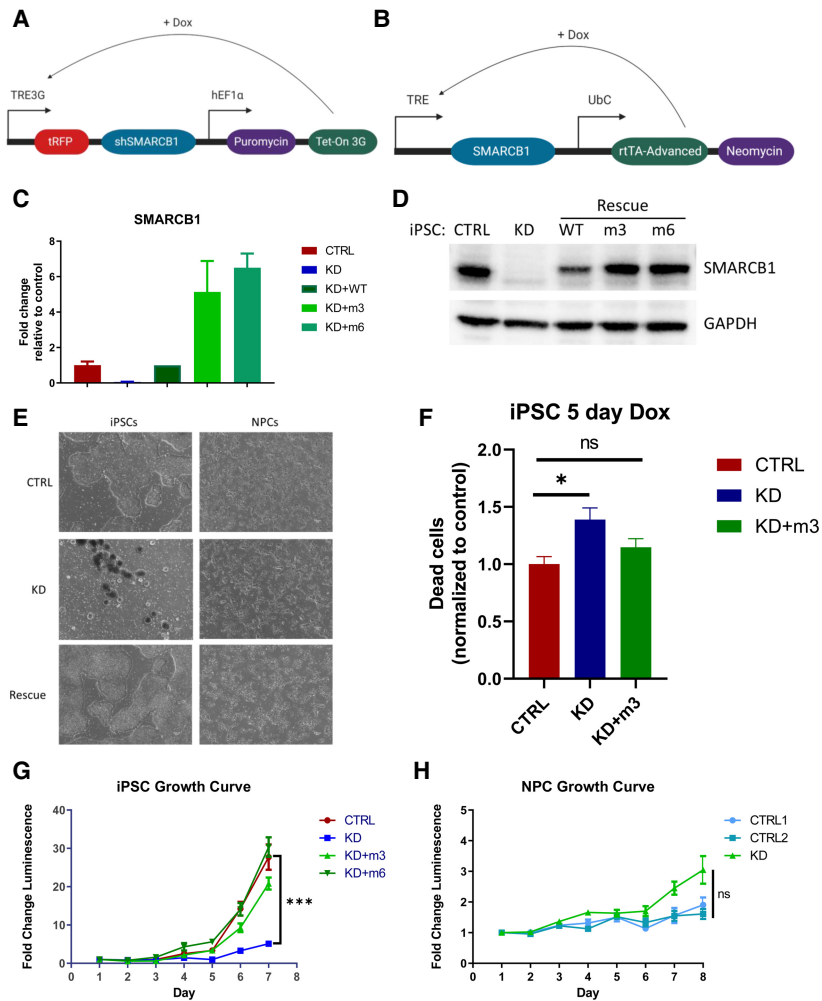 A
+ Dox
TRE3G
hEF1α
tRFP
shSMARCB1
Puromycin
Tet-On 3G
B
+ Dox
TRE
UbC
SMARCB1
rtTA-Advanced
Neomycin
C
SMARCB1
Fold change
relative to control
8
6
4
2
0
CTRL
KD
KD+WT
KD+m3
KD+m6
D
Rescue
iPSC: CTRL KD WT m3 m6
SMARCB1
GAPDH
E
iPSCs NPCs
CTRL
KD
Rescue
F
iPSC 5 day Dox
Dead cells
(normalized to control)
2.0
1.5
1.0
0.5
0.0
ns
*
CTRL
KD
KD+m3
CTRL
KD
KD+m3
G
iPSC Growth Curve
Fold Change Luminescence
40
30
20
10
0
0 1 2 3 4 5 6 7 8
Day
CTRL
KD
KD+m3
KD+m6
***
H
NPC Growth Curve
Fold Change Luminescence
5
4
3
2
1
0
0 1 2 3 4 5 6 7 8
Day
CTRL1
CTRL2
KD
ns